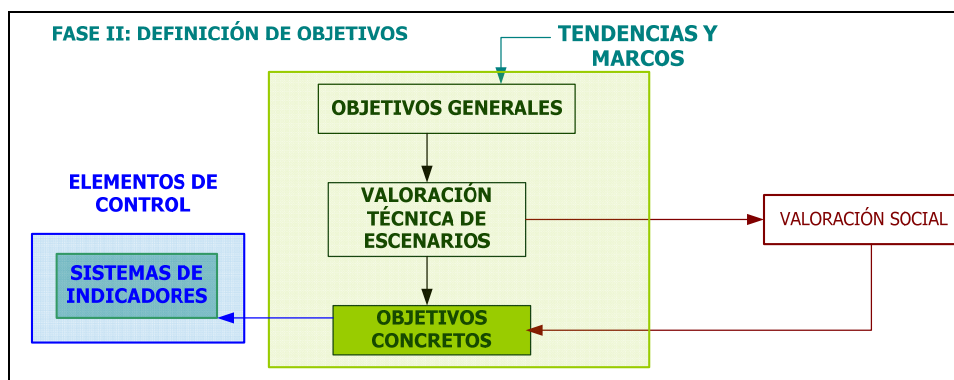 FASE II: DEFINICIÓN DE OBJETIVOS
TENDENCIAS Y
MARCOS
OBJETIVOS GENERALES
ELEMENTOS DE
CONTROL
VALORACIÓN
TÉCNICA DE
ESCENARIOS
VALORACIÓN SOCIAL
SISTEMAS DE
INDICADORES
OBJETIVOS
CONCRETOS